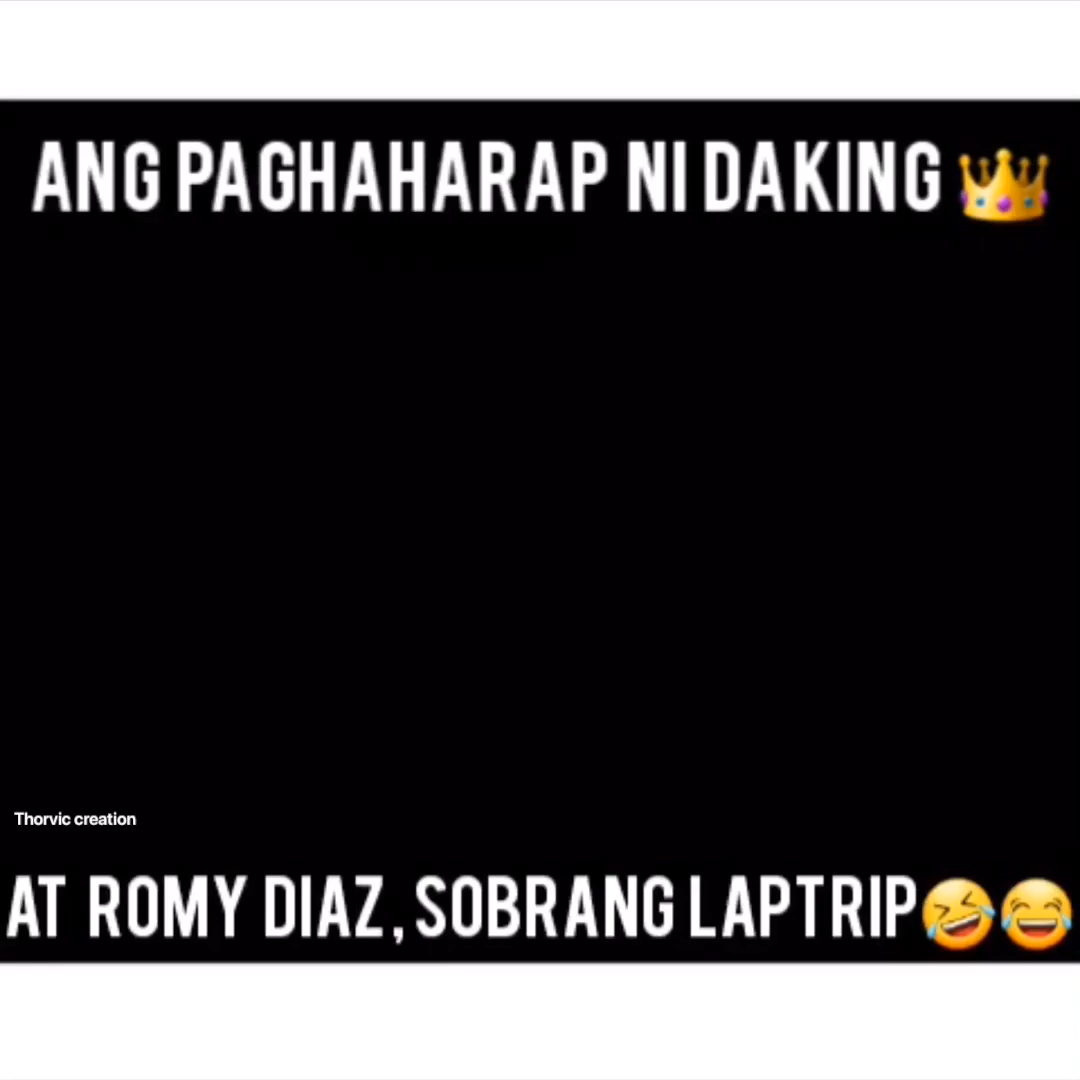 ANG PAGHAHARAP NI DAKING 👑
Thorvic creation
AT ROMY DIAZ, SOBRANG LAPTRIP🤣😂